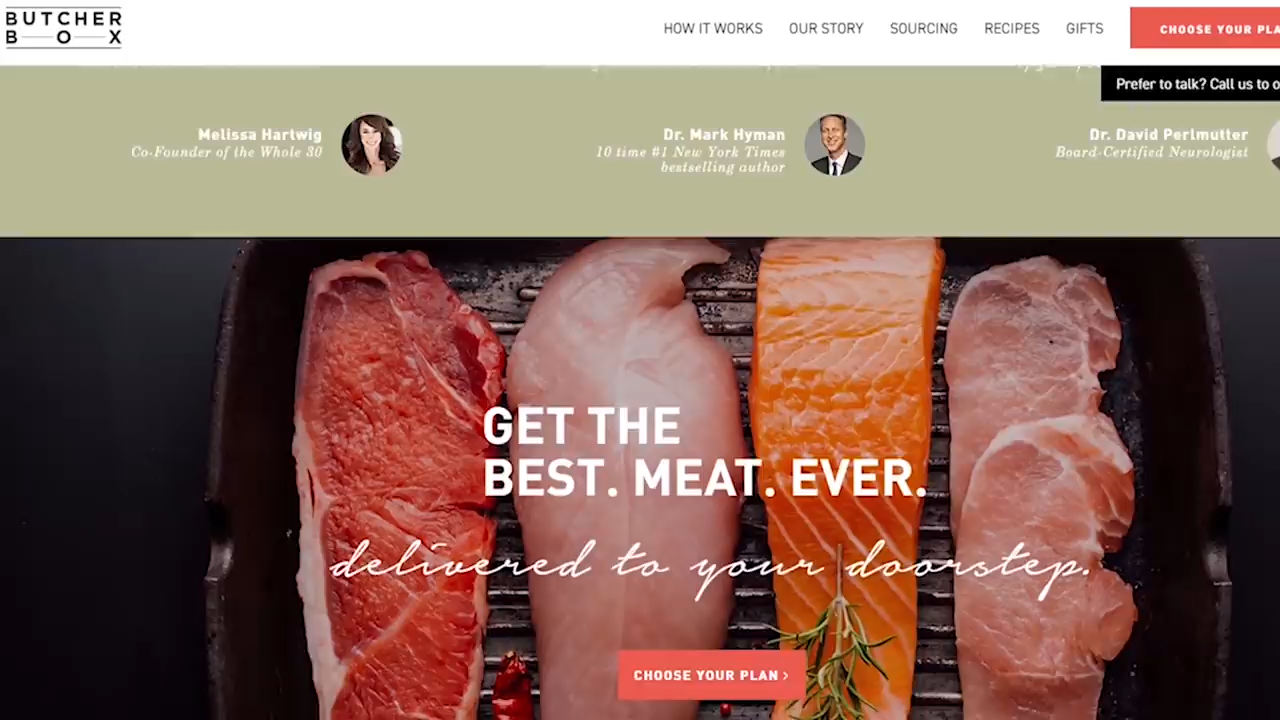 BUTCHER
BOX
HOW IT WORKS
OUR STORY
SOURCING
RECIPES
GIFTS
CHOOSE YOUR
Prefer to talk? Call us to
Melissa Hartwig
Co-Founder of the Whole 30
Dr. Mark Hyman
10 time #1 New York Times
bestselling author
Dr. David Perlmutter
Board-Certified Neurologist
GET THE
BEST. MEAT. EVER.
delivered to your doorstep.
CHOOSE YOUR PLAN >